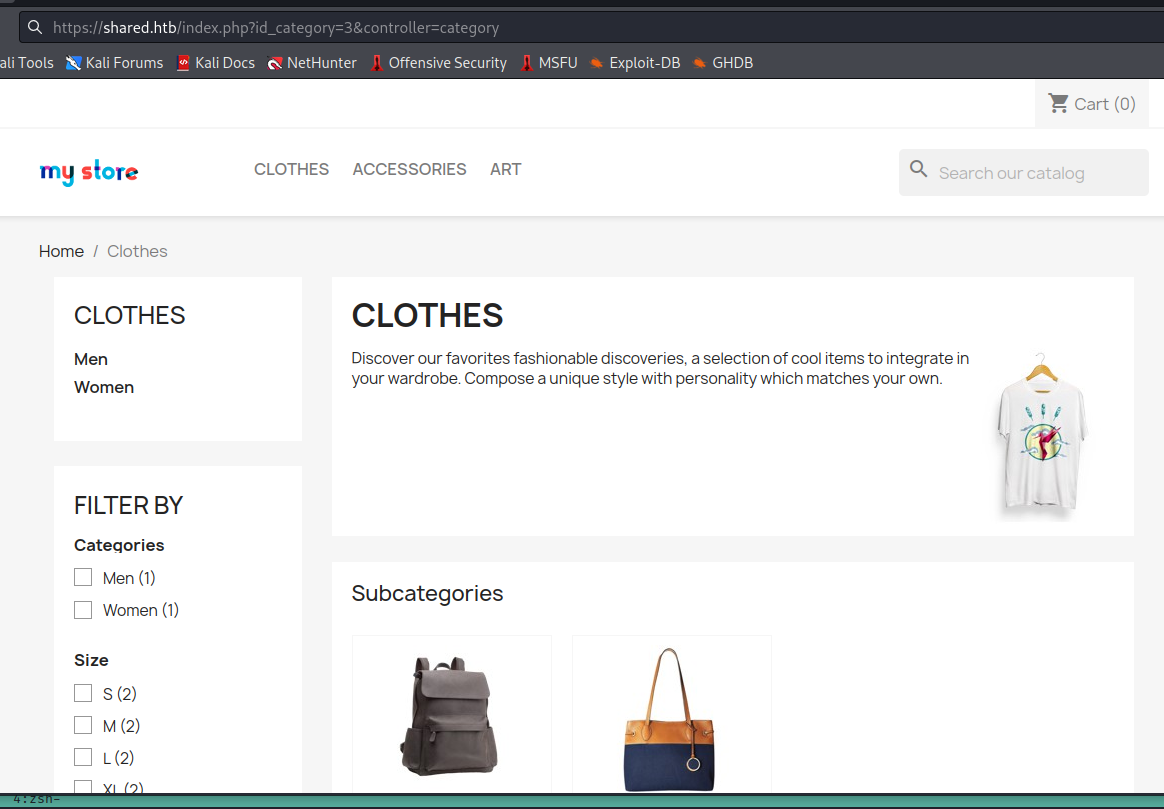 https://shared.htb/index.php?id_category=3&controller=category
ali Tools Kali Forums Kali Docs NetHunter Offensive Security MSFU Exploit-DB GHDB
Cart (0)
my store CLOTHES ACCESSORIES ART Search our catalog
Home / Clothes
CLOTHES
Men
Women
FILTER BY
Categories
Men (1)
Women (1)
Size
S (2)
M (2)
L (2)
XL (2)
CLOTHES
Discover our favorites fashionable discoveries, a selection of cool items to integrate in
your wardrobe. Compose a unique style with personality which matches your own.
Subcategories
4:zsh-